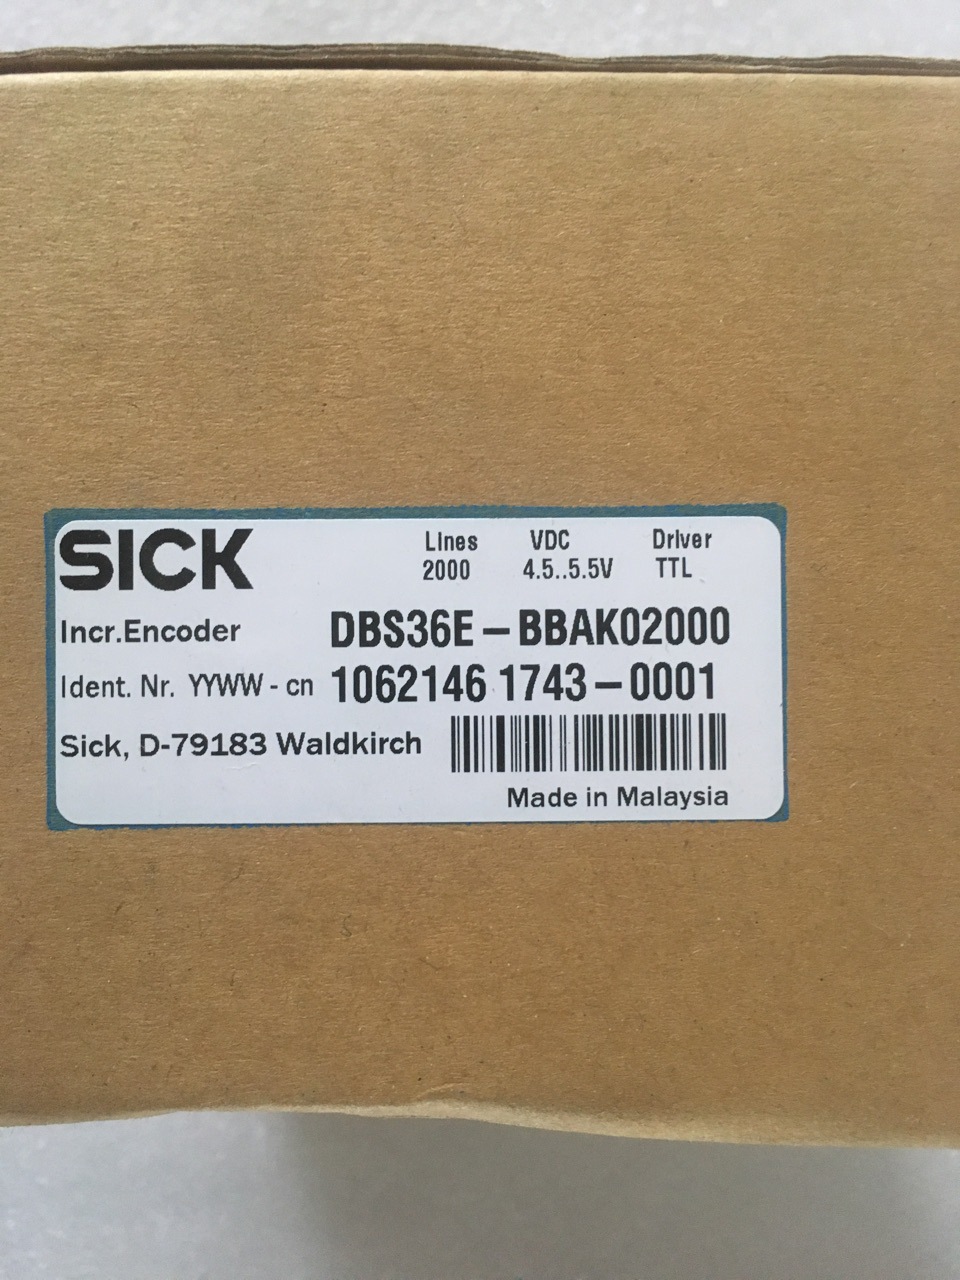 SICK
Lines VDC Driver
2000 4.5..5.5V TTL
Incr.Encoder DBS36E-BBAK02000
Ident. Nr. YYWW - cn 1062146 1743-0001
Sick, D-79183 Waldkirch
Made in Malaysia